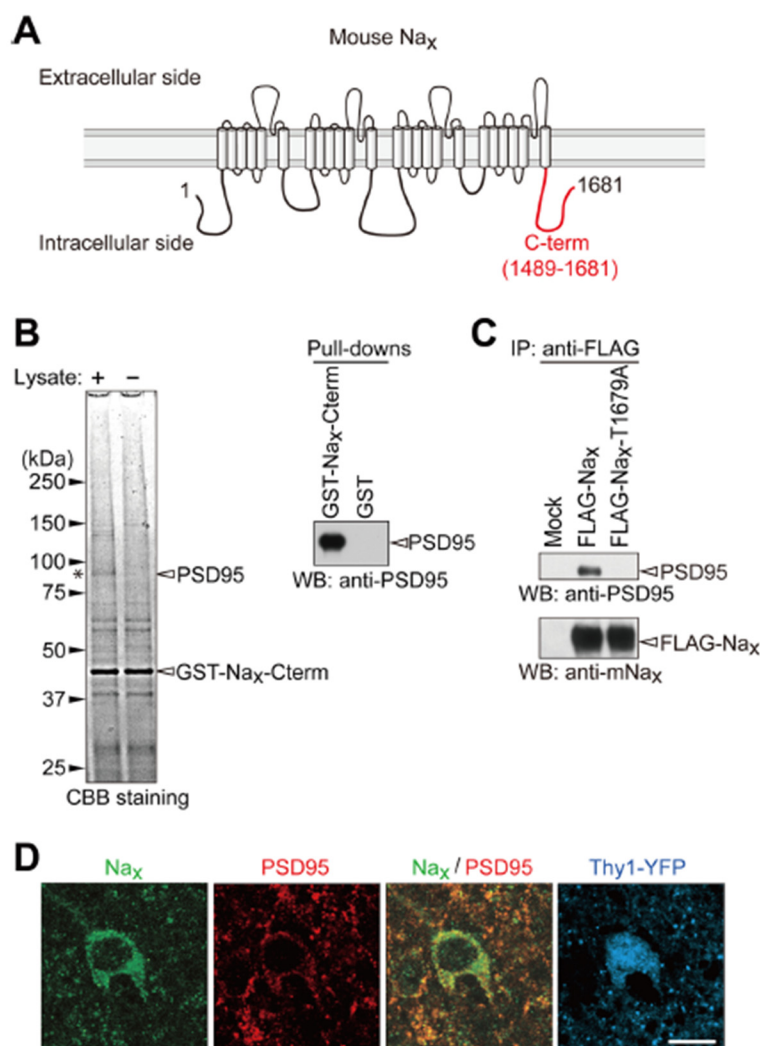 A
Mouse Nax
Extracellular side
1
1681
Intracellular side
C-term
(1489-1681)
B
Lysate: + −
(kDa)
250
150
100
*
PSD95
75
50
GST-Nax-Cterm
37
25
CBB staining
Pull-downs
GST-Nax-Cterm
GST
PSD95
WB: anti-PSD95
C
IP: anti-FLAG
Mock
FLAG-Nax
FLAG-Nax-T1679A
PSD95
WB: anti-PSD95
FLAG-Nax
WB: anti-mNax
D
Nax
PSD95
Nax / PSD95
Thy1-YFP